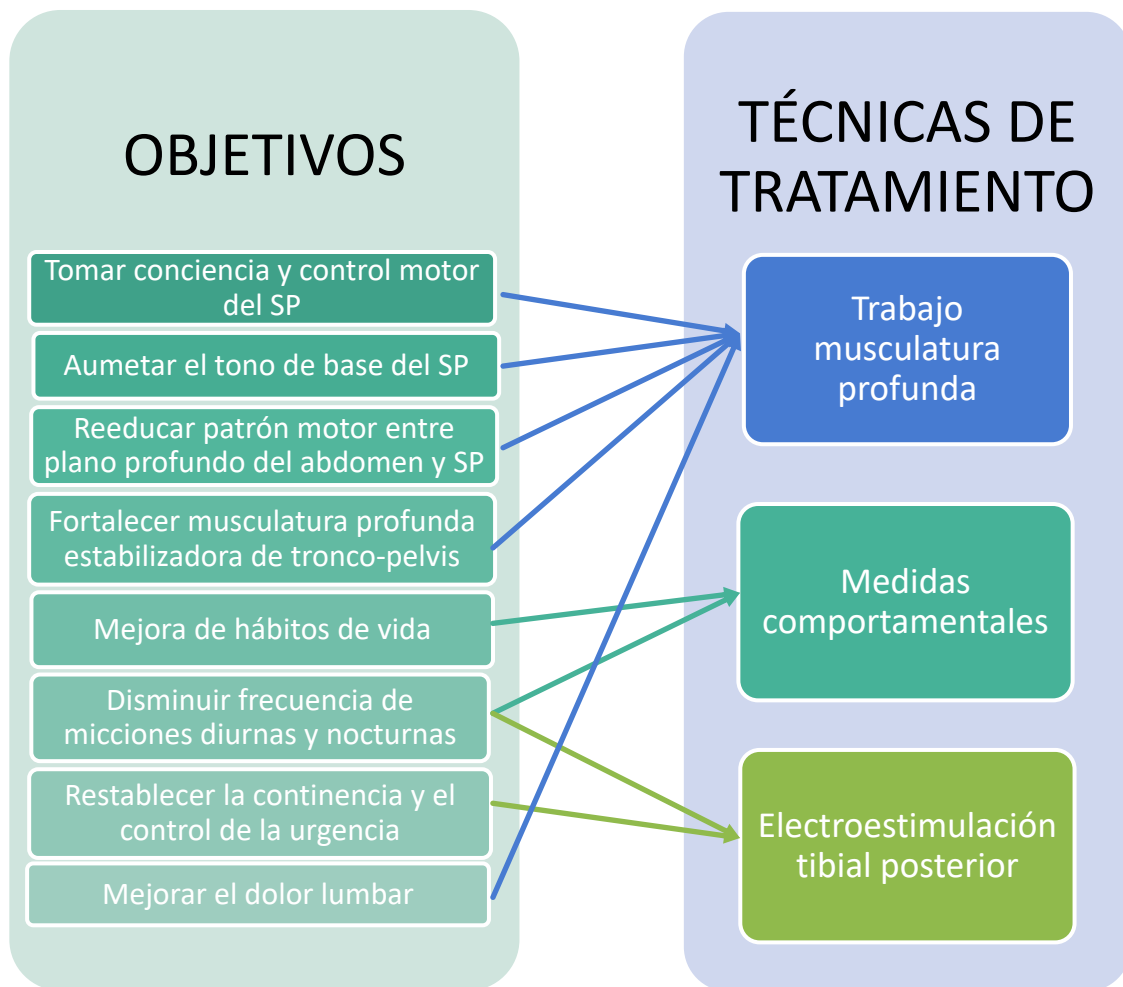 OBJETIVOS
Tomar conciencia y control motor
del SP
Aumetar el tono de base del SP
Reeducar patrón motor entre
plano profundo del abdomen y SP
Fortalecer musculatura profunda
estabilizadora de tronco-pelvis
Mejora de hábitos de vida
Disminuir frecuencia de
micciones diurnas y nocturnas
Restablecer la continencia y el
control de la urgencia
Mejorar el dolor lumbar
TÉCNICAS DE
TRATAMIENTO
Trabajo
musculatura
profunda
Medidas
comportamentales
Electroestimulación
tibial posterior